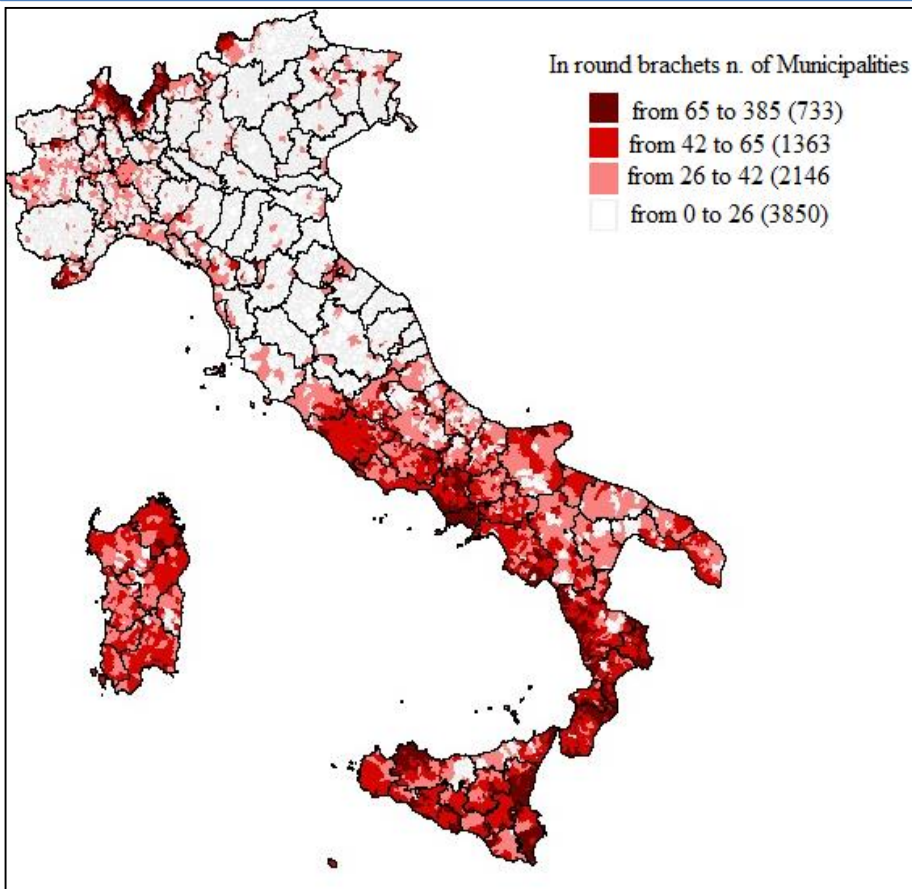 In round brachets n. of Municipalities
from 65 to 385 (733)
from 42 to 65 (1363
from 26 to 42 (2146
from 0 to 26 (3850)